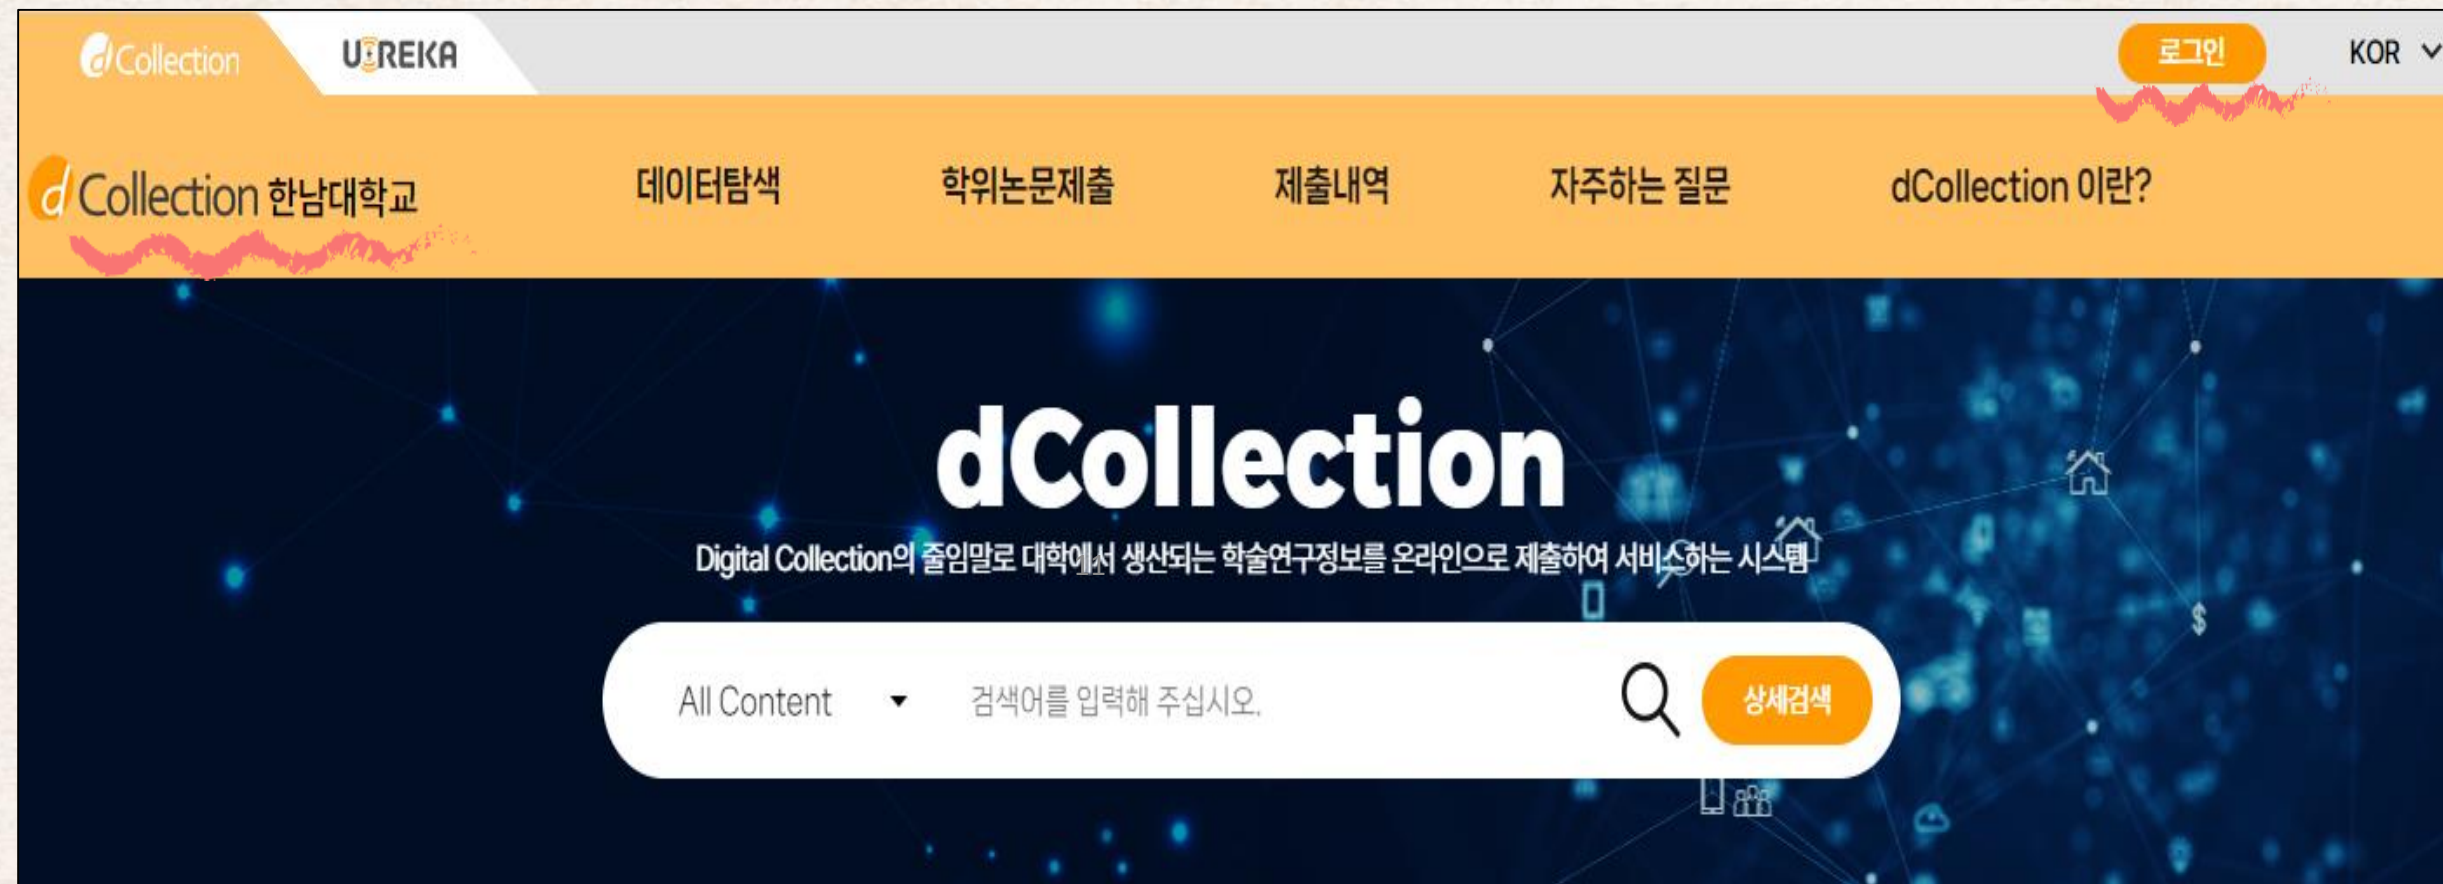 dCollection UREKA 로그인 KOR
dCollection 한남대학교 데이터탐색 학위논문제출 제출내역 자주하는 질문 dCollection 이란?
dCollection
Digital Collection의 줄임말로 대학에서 생산되는 학술연구정보를 온라인으로 제출하여 서비스하는 시스템
All Content 검색어를 입력해 주십시오. 상세검색